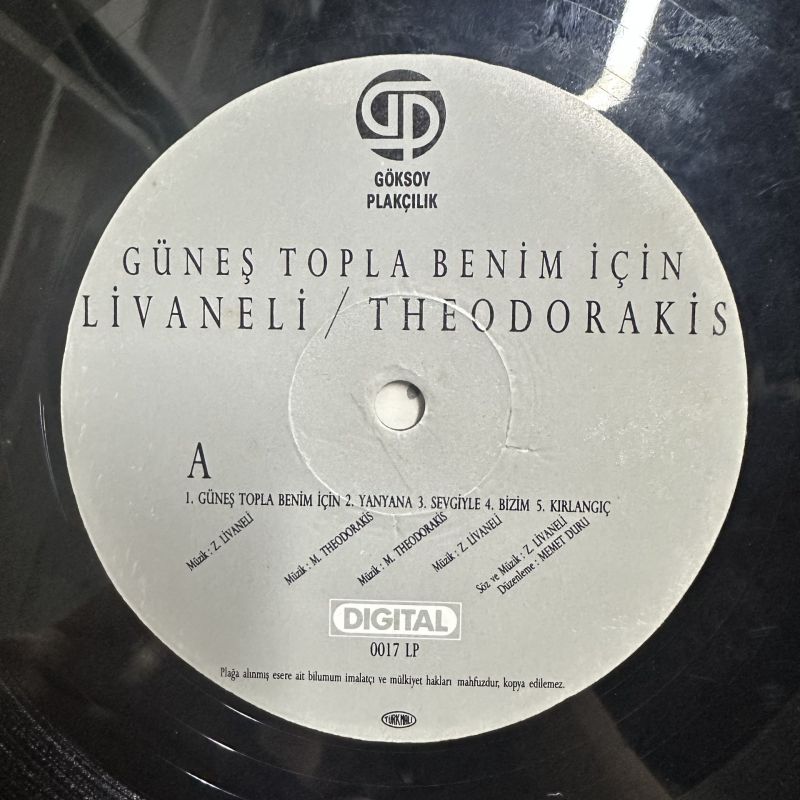 GP
GÖKSOY
PLAKÇILIK
GÜNEŞ TOPLA BENİM İÇİN
LİVANELİ / THEODORAKİS
A
1. GÜNEŞ TOPLA BENİM İÇİN 2. YANYANA 3. SEVGİYLE 4. BİZİM 5. KIRLANGIÇ
Müzik : Z. LİVANELİ
Müzik : M. THEODORAKİS
Müzik : M. THEODORAKİS
Müzik : Z. LİVANELİ
Söz ve Müzik : Z. LİVANELİ
Düzenleme : MEMET DURU
DIGITAL
0017 LP
Plağa alınmış esere ait bilumum imalatçı ve mülkiyet hakları mahfuzdur, kopya edilemez.
TÜRK MALI